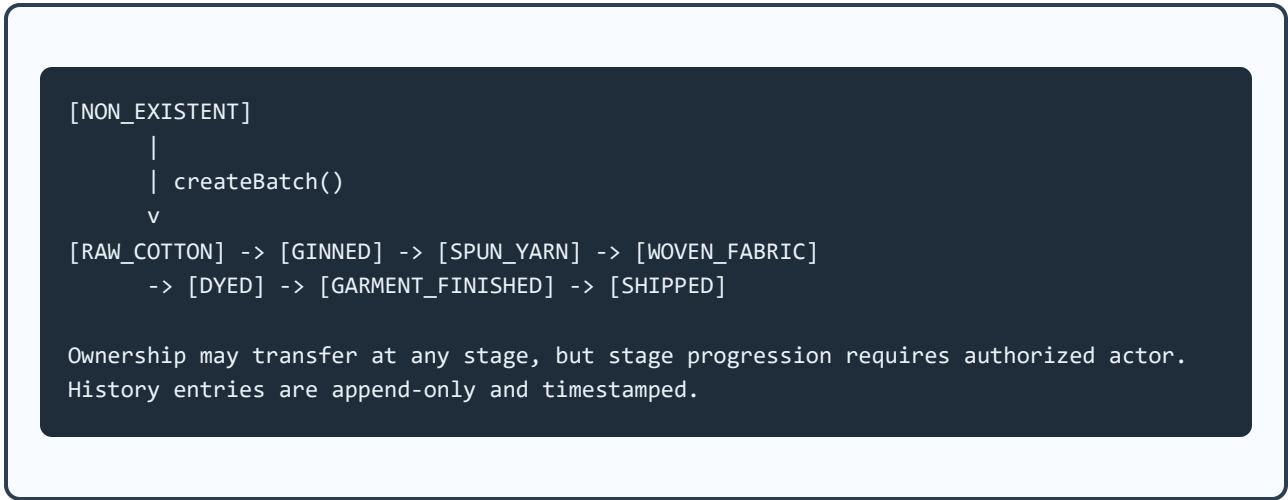 [NON_EXISTENT]
      |
      | createBatch()
      v
[RAW_COTTON] -> [GINNED] -> [SPUN_YARN] -> [WOVEN_FABRIC]
      -> [DYED] -> [GARMENT_FINISHED] -> [SHIPPED]

Ownership may transfer at any stage, but stage progression requires authorized actor.
History entries are append-only and timestamped.